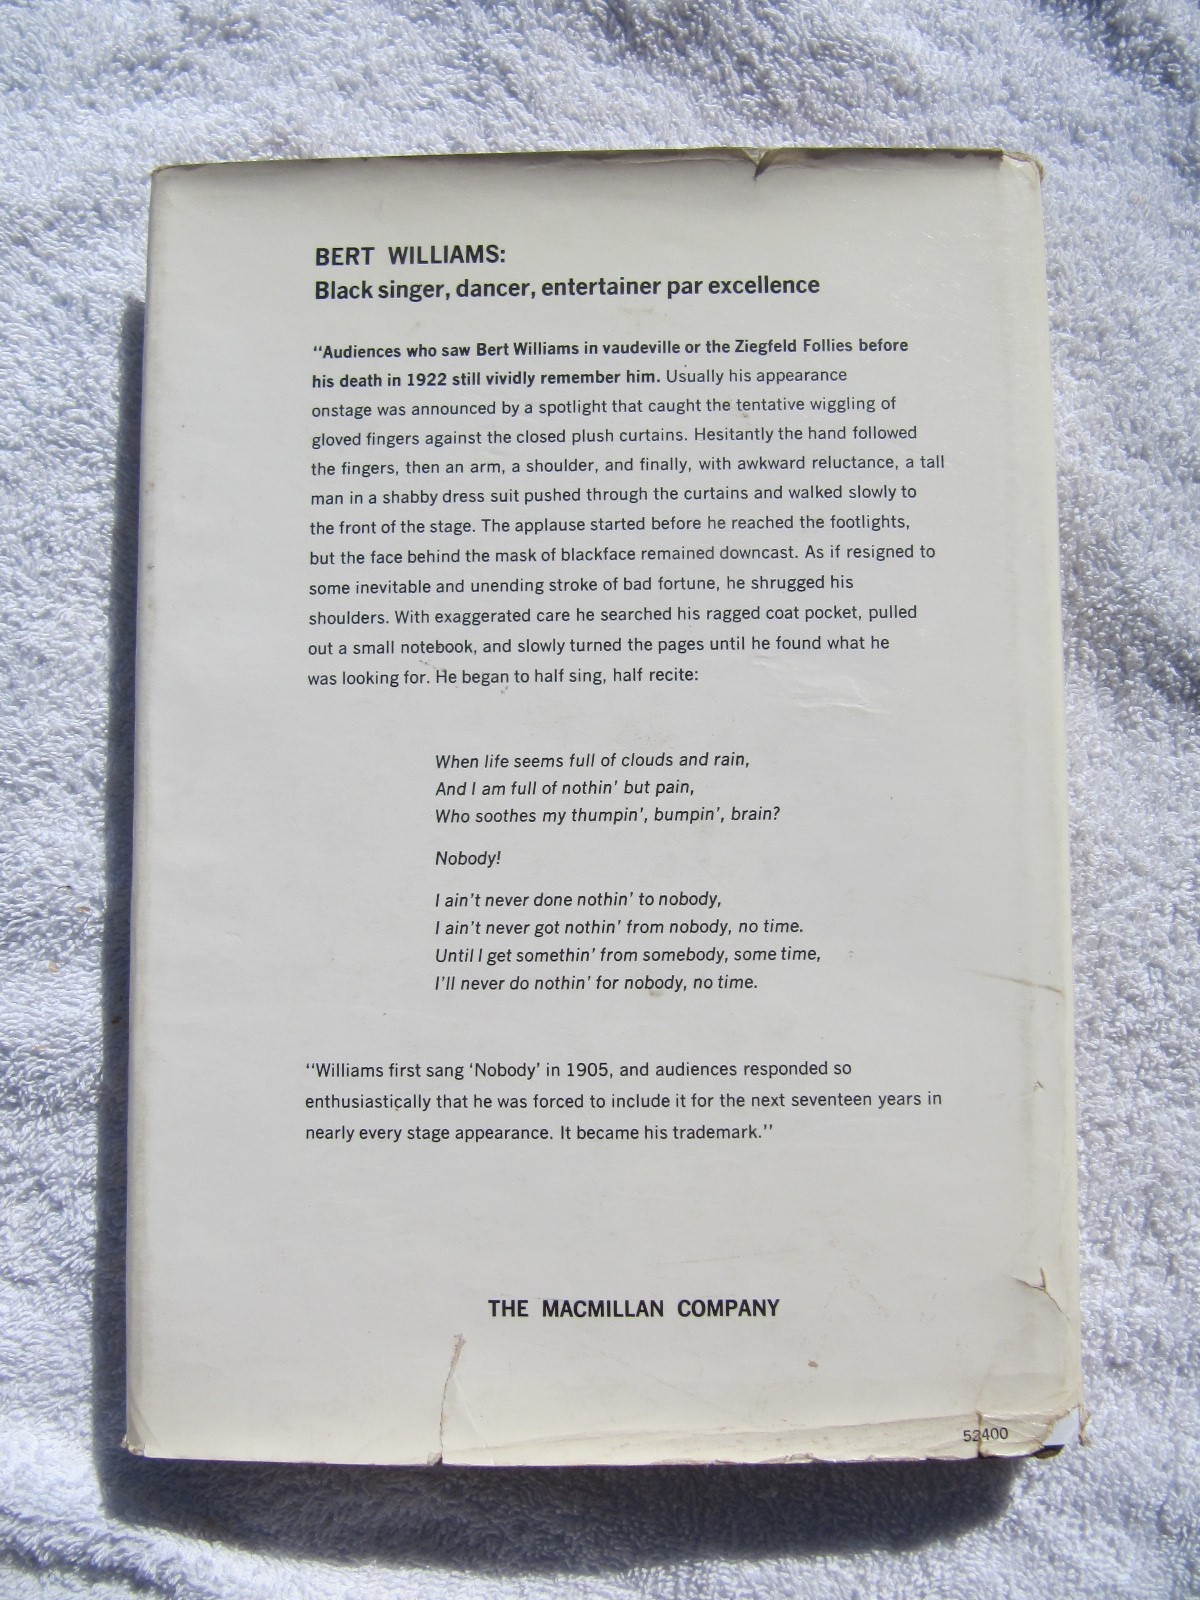 BERT WILLIAMS:
Black singer, dancer, entertainer par excellence
"Audiences who saw Bert Williams in vaudeville or the Ziegfeld Follies before
his death in 1922 still vividly remember him. Usually his appearance
onstage was announced by a spotlight that caught the tentative wiggling of
gloved fingers against the closed plush curtains. Hesitantly the hand followed
the fingers, then an arm, a shoulder, and finally, with awkward reluctance, a tall
man in a shabby dress suit pushed through the curtains and walked slowly to
the front of the stage. The applause started before he reached the footlights,
but the face behind the mask of blackface remained downcast. As if resigned to
some inevitable and unending stroke of bad fortune, he shrugged his
shoulders. With exaggerated care he searched his ragged coat pocket, pulled
out a small notebook, and slowly turned the pages until he found what he
was looking for. He began to half sing, half recite:
When life seems full of clouds and rain,
And I am full of nothin' but pain,
Who soothes my thumpin', bumpin', brain?
Nobody!
I ain't never done nothin' to nobody,
I ain't never got nothin' from nobody, no time.
Until I get somethin' from somebody, some time,
I'll never do nothin' for nobody, no time.
"Williams first sang 'Nobody' in 1905, and audiences responded so
enthusiastically that he was forced to include it for the next seventeen years in
nearly every stage appearance. It became his trademark."
THE MACMILLAN COMPANY
52400